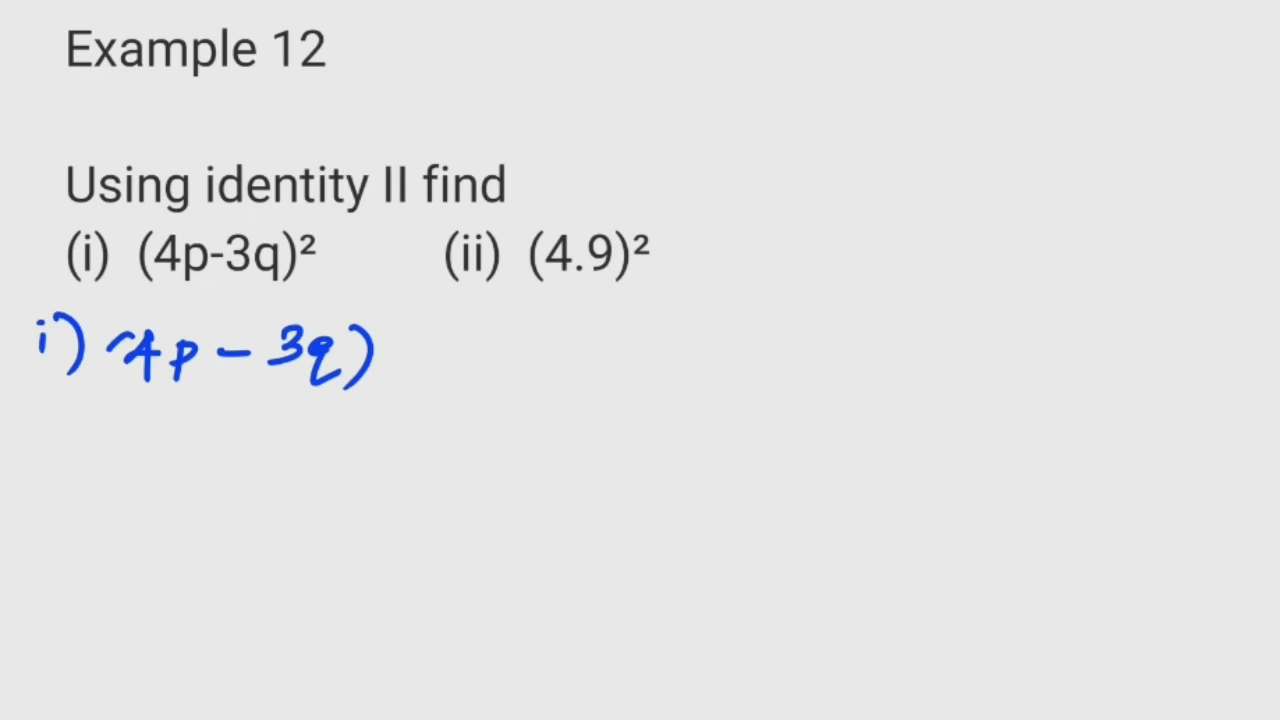 Example 12
Using identity II find
(i) (4p-3q)² (ii) (4.9)²
i) (4p - 3q)